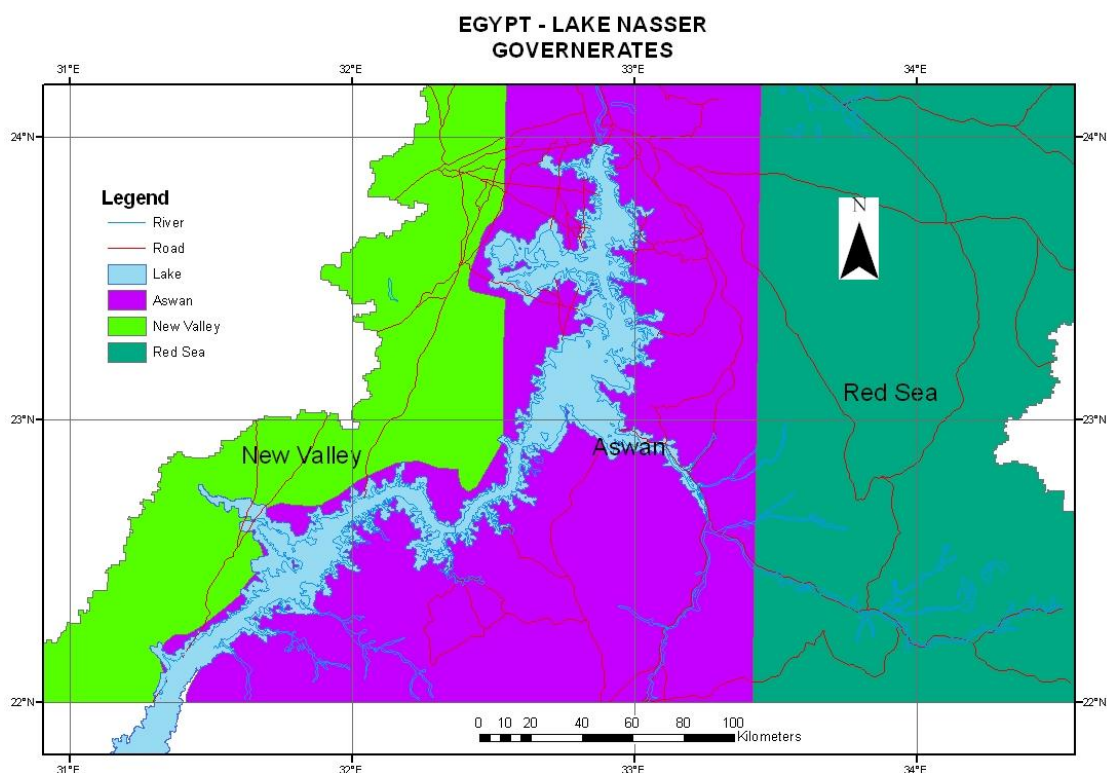 EGYPT - LAKE NASSER
GOVERNERATES
31°E 32°E 33°E 34°E
24°N 24°N
N
Legend
River
Road
Lake
Aswan
New Valley
Red Sea
Red Sea
23°N 23°N
New Valley Aswan
22°N 22°N
0 10 20 40 60 80 100
Kilometers
31°E 32°E 33°E 34°E